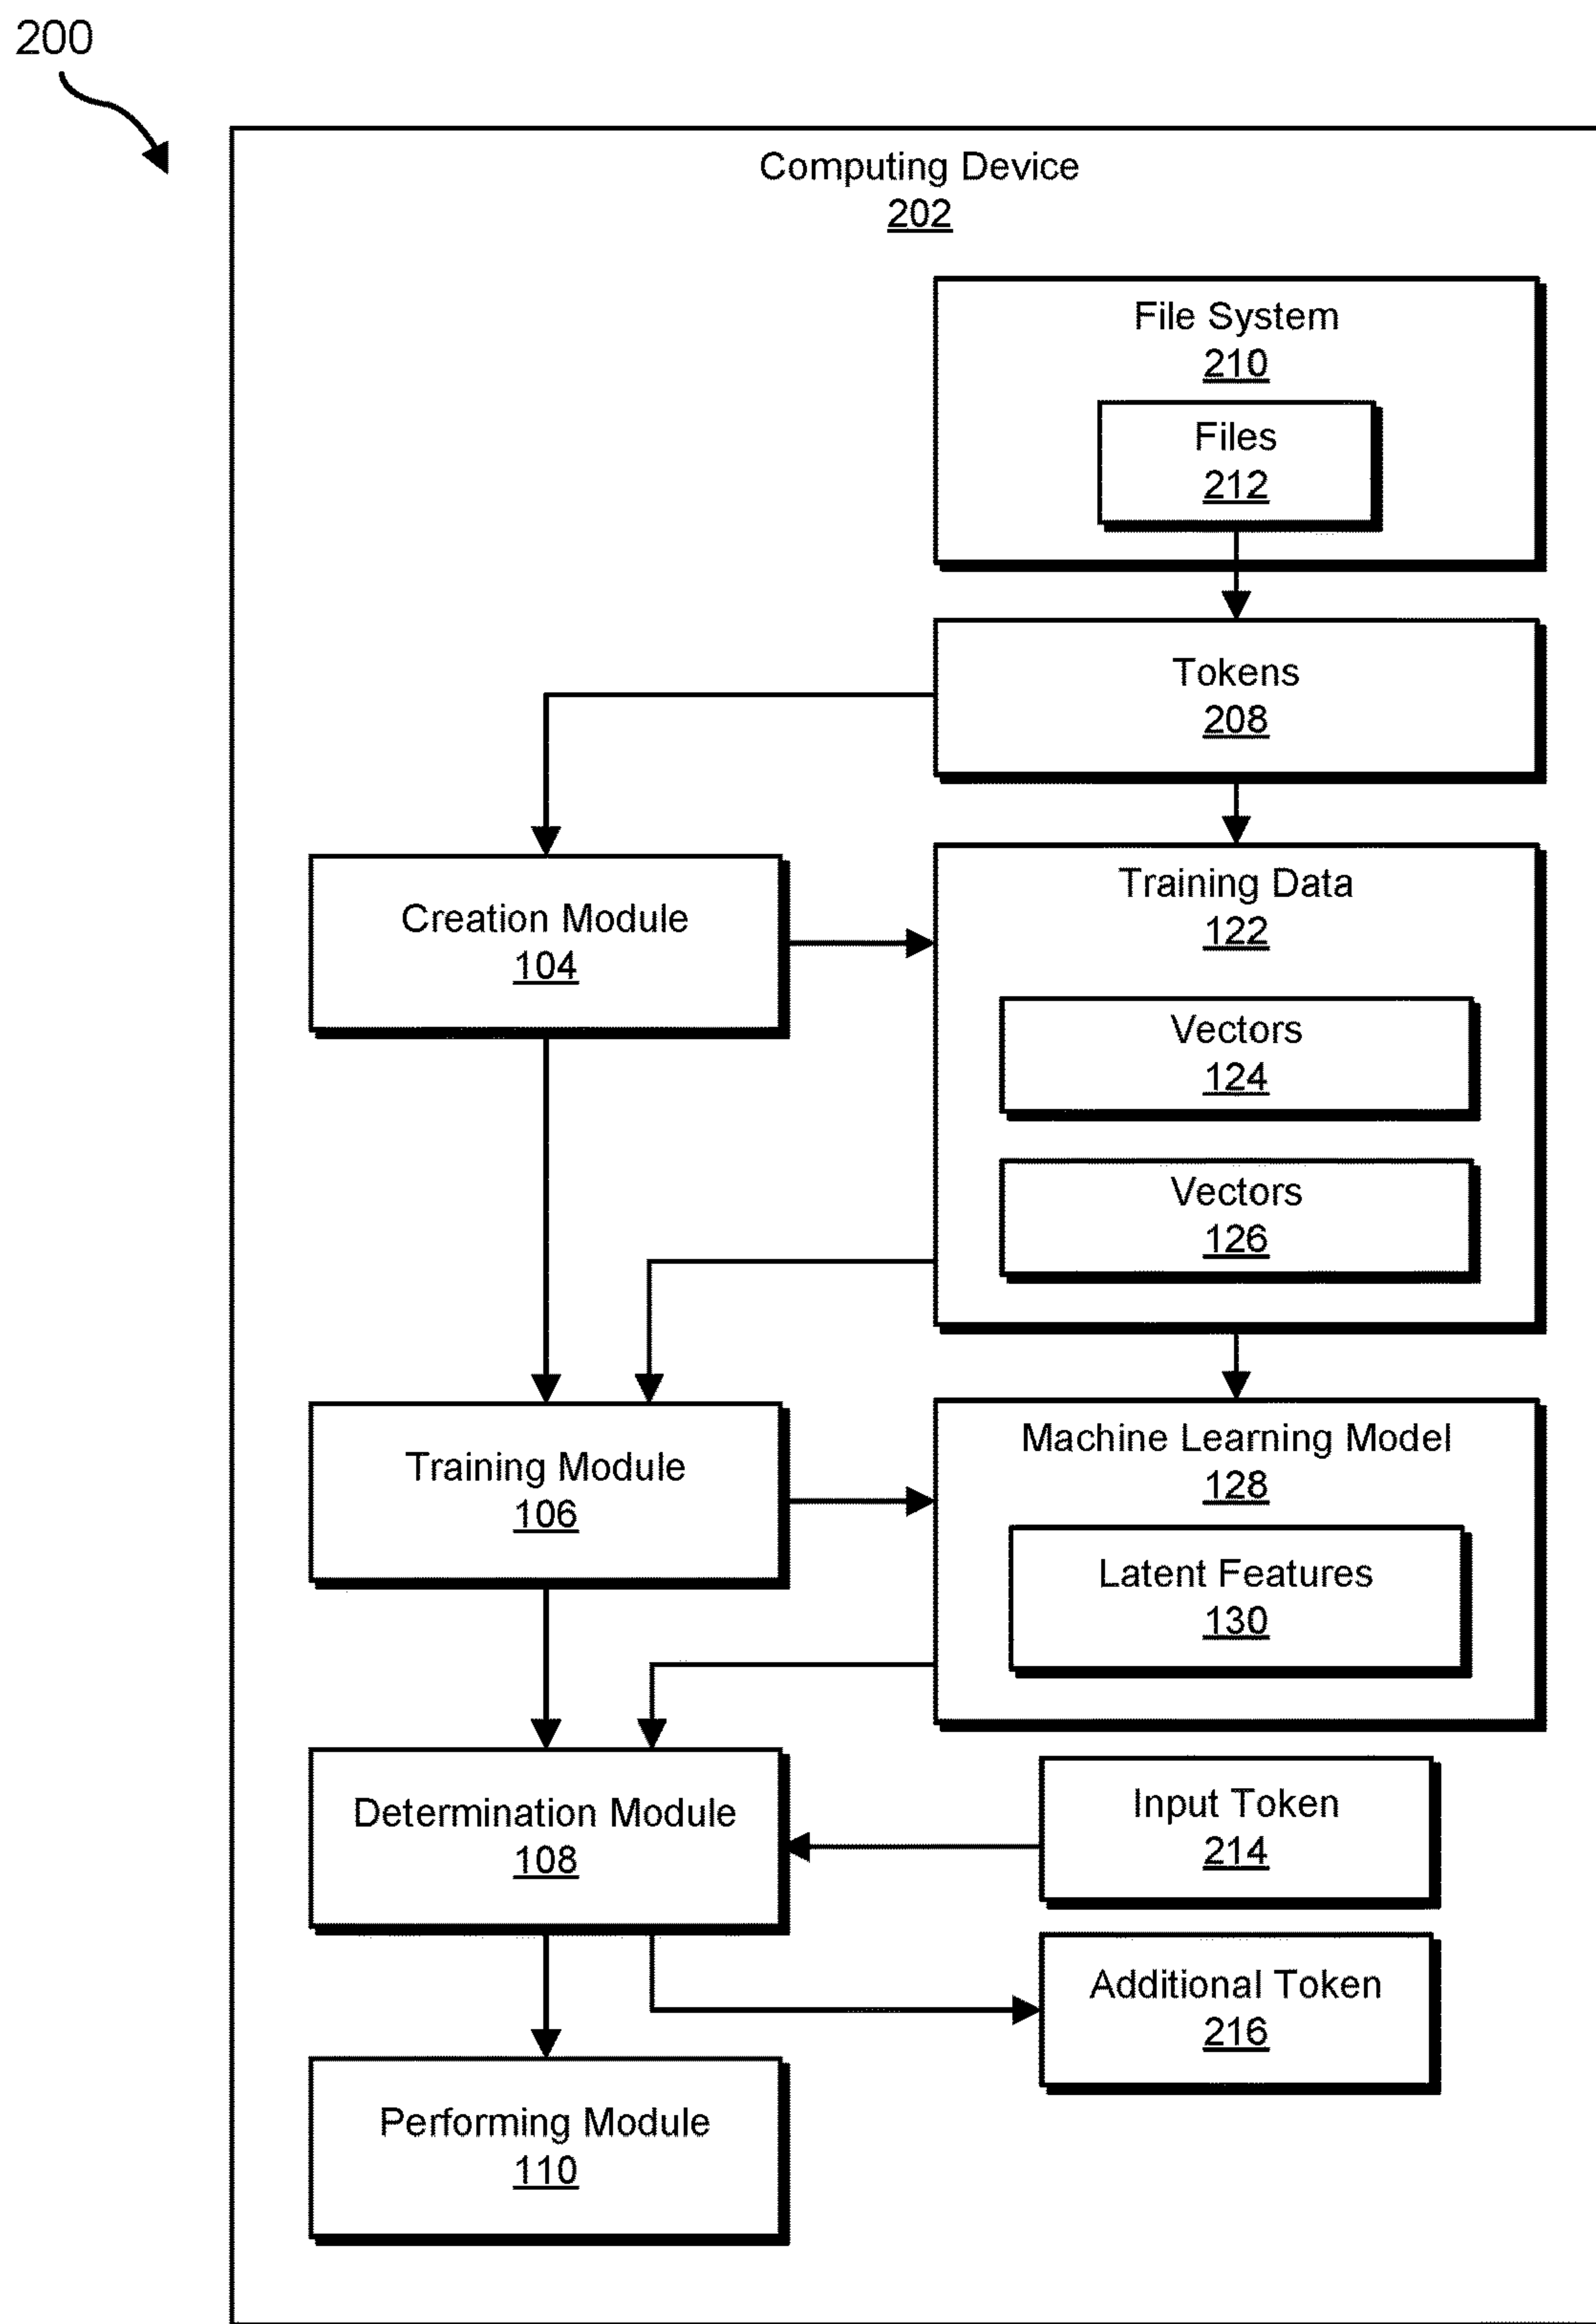 200
Computing Device
202
File System
210
Files
212
Tokens
208
Creation Module
104
Training Data
122
Vectors
124
Vectors
126
Training Module
106
Machine Learning Model
128
Latent Features
130
Determination Module
108
Input Token
214
Additional Token
216
Performing Module
110